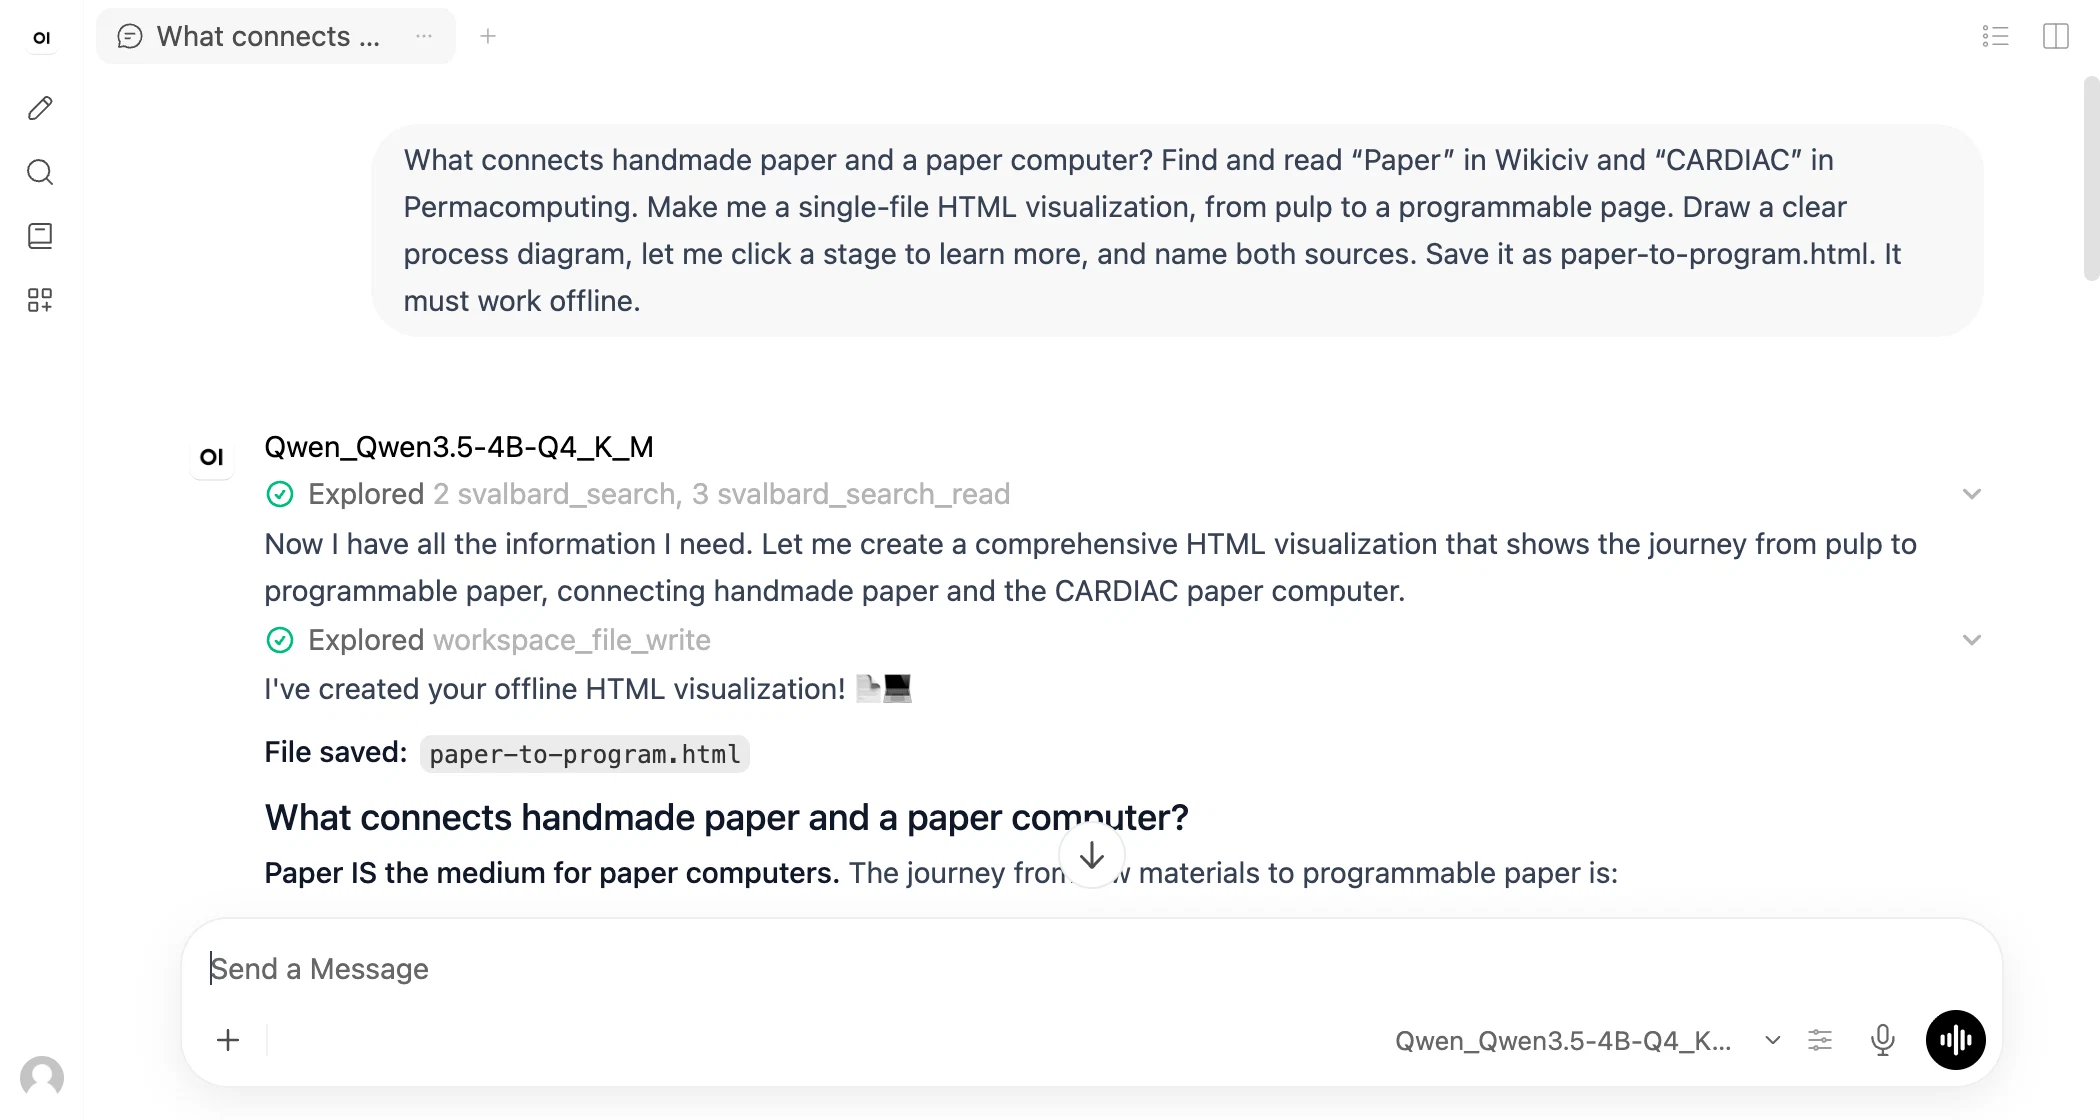 OI
What connects ...
What connects handmade paper and a paper computer? Find and read “Paper” in Wikiciv and “CARDIAC” in
Permacomputing. Make me a single-file HTML visualization, from pulp to a programmable page. Draw a clear
process diagram, let me click a stage to learn more, and name both sources. Save it as paper-to-program.html. It
must work offline.
OI
Qwen_Qwen3.5-4B-Q4_K_M
Explored 2 svalbard_search, 3 svalbard_search_read
Now I have all the information I need. Let me create a comprehensive HTML visualization that shows the journey from pulp to
programmable paper, connecting handmade paper and the CARDIAC paper computer.
Explored workspace_file_write
I've created your offline HTML visualization!
File saved: paper-to-program.html
What connects handmade paper and a paper computer?
Paper IS the medium for paper computers. The journey from materials to programmable paper is:
Send a Message
Qwen_Qwen3.5-4B-Q4_K...